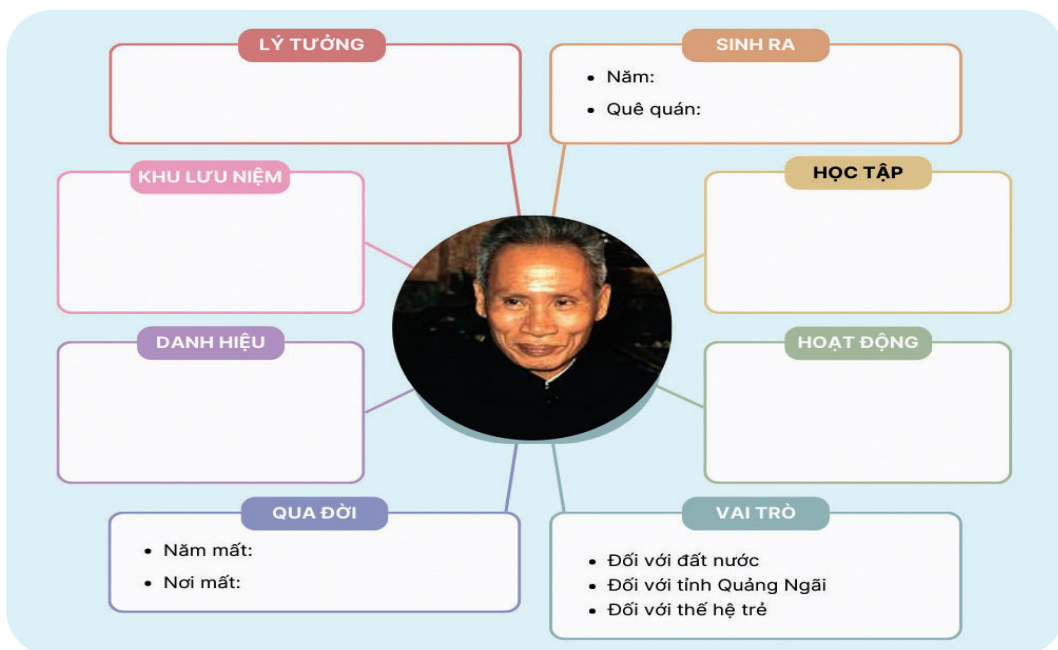 LÝ TƯỞNG
SINH RA
• Năm:
• Quê quán:
KHU LƯU NIỆM
HỌC TẬP
DANH HIỆU
HOẠT ĐỘNG
QUA ĐỜI
• Năm mất:
• Nơi mất:
VAI TRÒ
• Đối với đất nước
• Đối với tỉnh Quảng Ngãi
• Đối với thế hệ trẻ